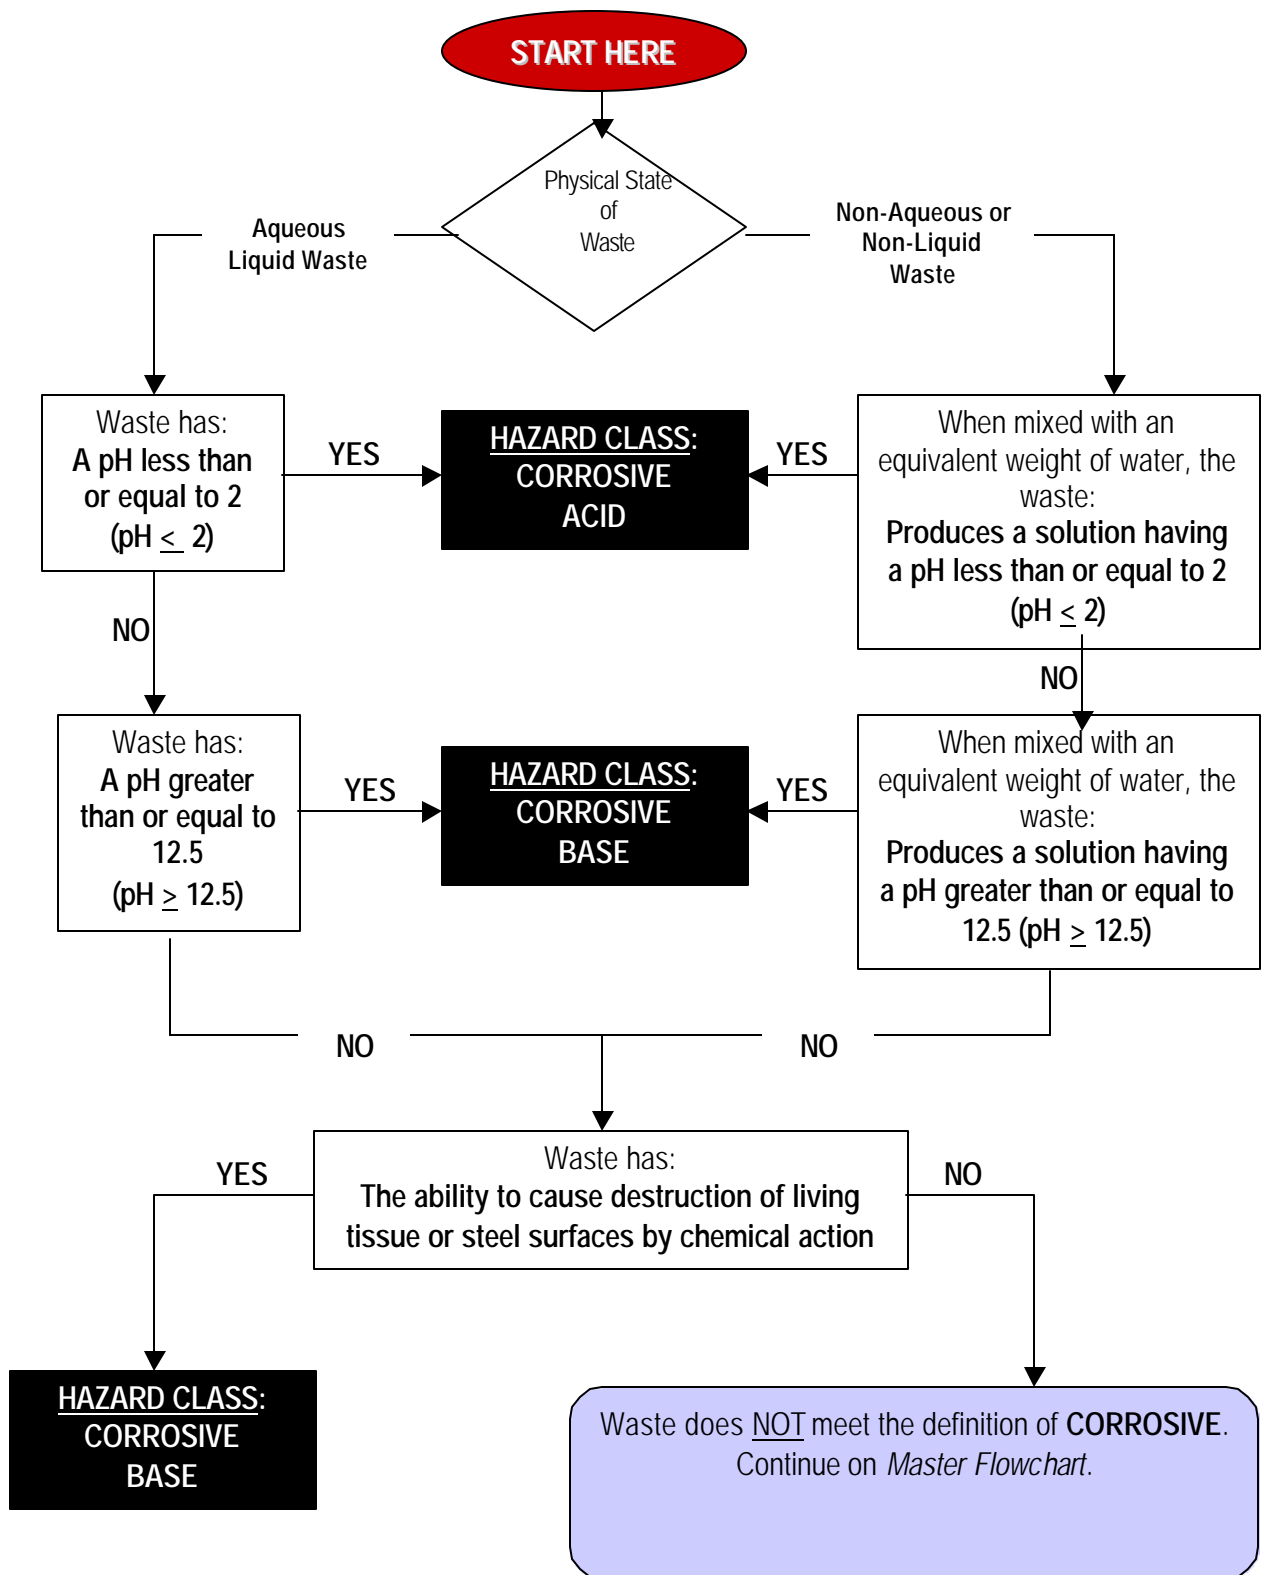 START HERE
Physical State
of
Waste
Aqueous
Liquid Waste
Non-Aqueous or
Non-Liquid
Waste
Waste has:
A pH less than
or equal to 2
(pH < 2)
YES
HAZARD CLASS:
CORROSIVE
ACID
YES
When mixed with an
equivalent weight of water, the
waste:
Produces a solution having
a pH less than or equal to 2
(pH < 2)
NO
NO
Waste has:
A pH greater
than or equal to
12.5
(pH > 12.5)
YES
HAZARD CLASS:
CORROSIVE
BASE
YES
When mixed with an
equivalent weight of water, the
waste:
Produces a solution having
a pH greater than or equal to
12.5 (pH > 12.5)
NO
NO
Waste has:
The ability to cause destruction of living
tissue or steel surfaces by chemical action
YES
NO
HAZARD CLASS:
CORROSIVE
BASE
Waste does NOT meet the definition of CORROSIVE.
Continue on Master Flowchart.